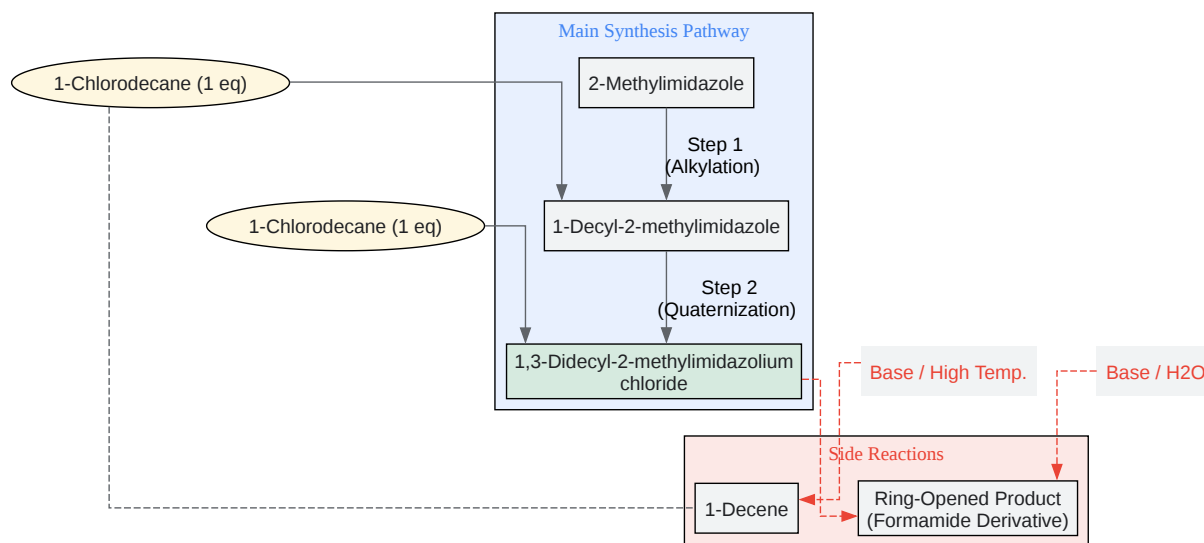 Main Synthesis Pathway
1-Chlorodecane (1 eq)
2-Methylimidazole
Step 1
(Alkylation)
1-Chlorodecane (1 eq)
1-Decyl-2-methylimidazole
Step 2
(Quaternization)
1,3-Didecyl-2-methylimidazolium
chloride
Base / High Temp.
Base / H2O
Side Reactions
1-Decene
Ring-Opened Product
(Formamide Derivative)